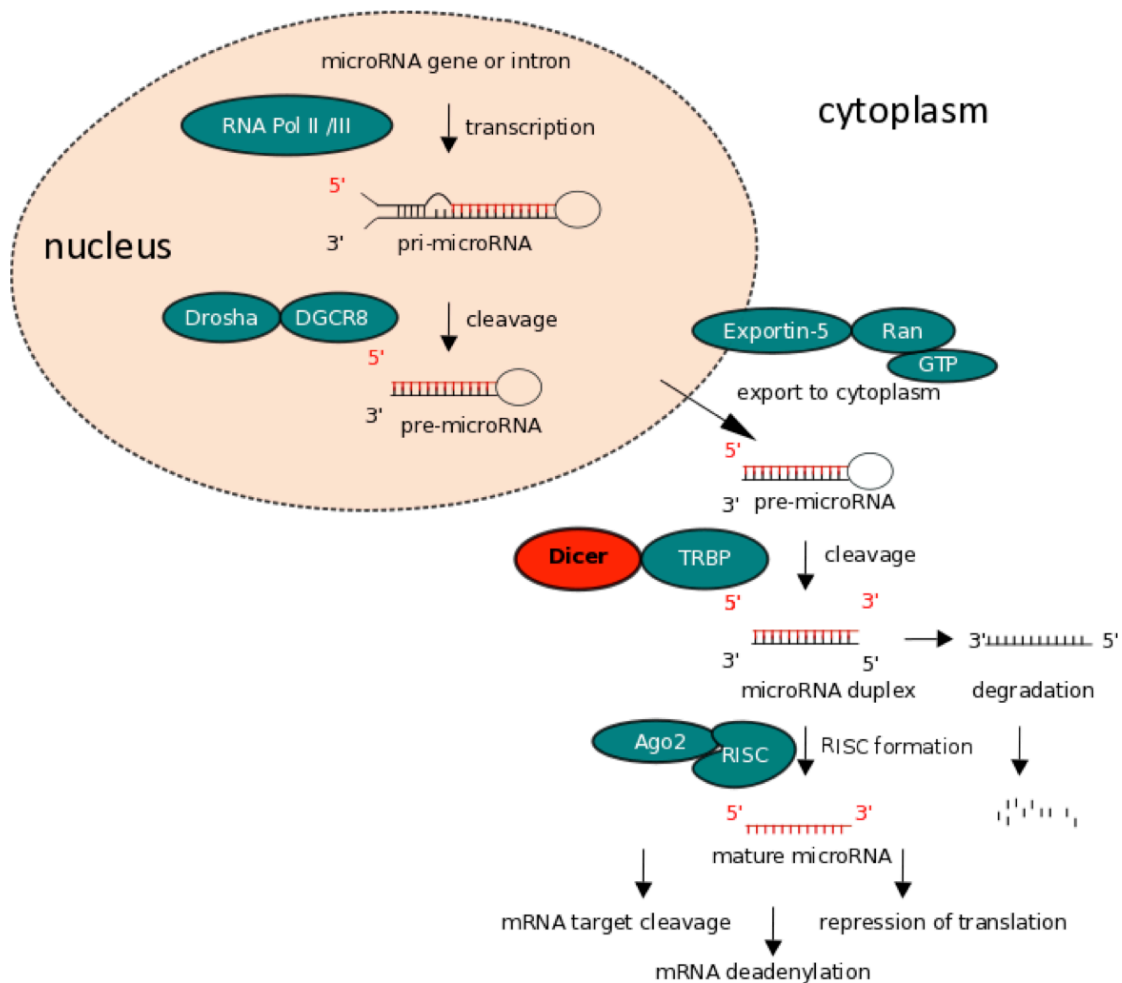 microRNA gene or intron
cytoplasm
RNA Pol II /III
transcription
5'
3'
pri-microRNA
nucleus
Drosha
DGCR8
cleavage
Exportin-5
Ran
GTP
5'
3'
pre-microRNA
export to cytoplasm
5'
3'
pre-microRNA
Dicer
TRBP
cleavage
5'
3'
3'
5'
3'
5'
microRNA duplex
degradation
Ago2
RISC
RISC formation
5'
3'
mature microRNA
mRNA target cleavage
repression of translation
mRNA deadenylation